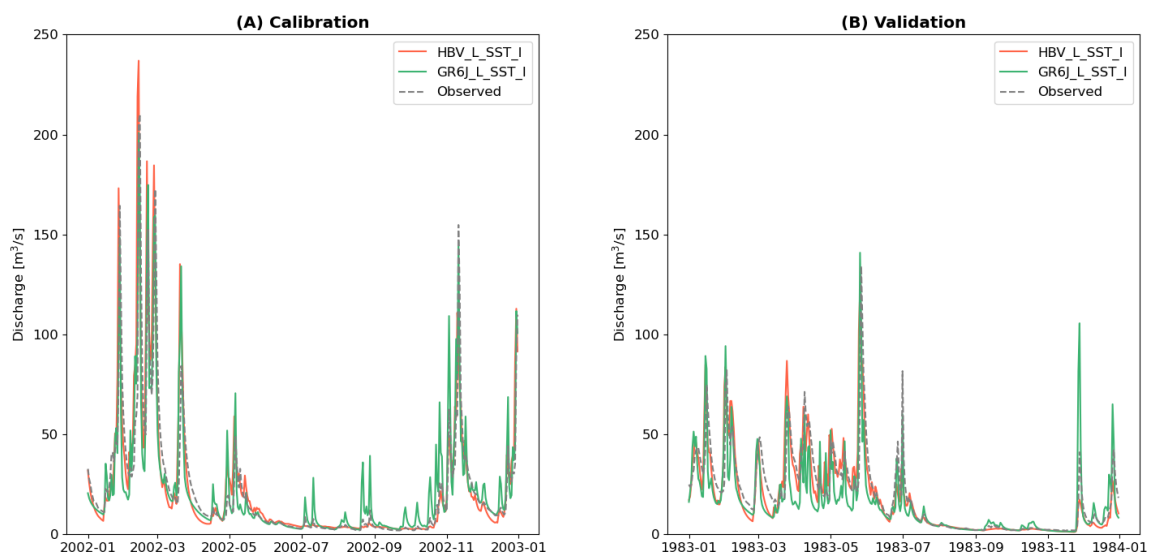 (A) Calibration
250
200
150
100
50
0
Discharge [m³/s]
HBV_L_SST_I
GR6J_L_SST_I
Observed
2002-01
2002-03
2002-05
2002-07
2002-09
2002-11
2003-01
(B) Validation
250
200
150
100
50
0
Discharge [m³/s]
HBV_L_SST_I
GR6J_L_SST_I
Observed
1983-01
1983-03
1983-05
1983-07
1983-09
1983-11
1984-01